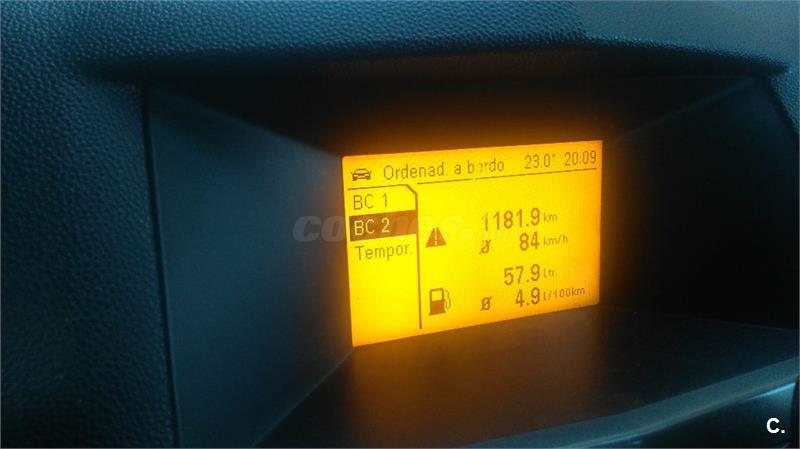 Ordenad. a bordo 23.0° 20:09
BC 1
BC 2
Tempor.
1181.9 km
Ø 84 km/h
57.9 Ltr.
Ø 4.9 L/100km
C.